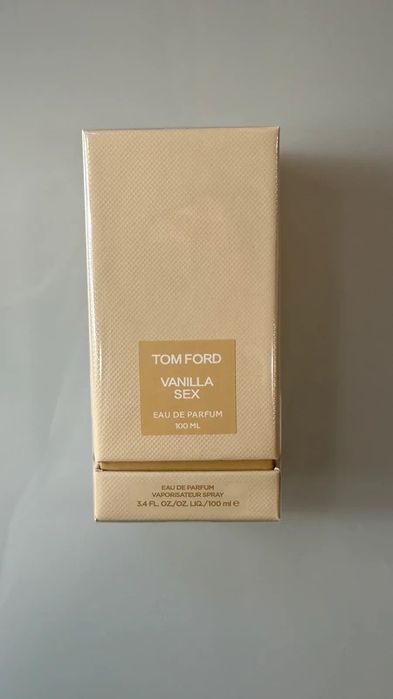 TOM FORD
VANILLA
SEX
EAU DE PARFUM
100 ML
EAU DE PARFUM
VAPORISATEUR SPRAY
3.4 FL. OZ./OZ. LIQ./100 ml ℮